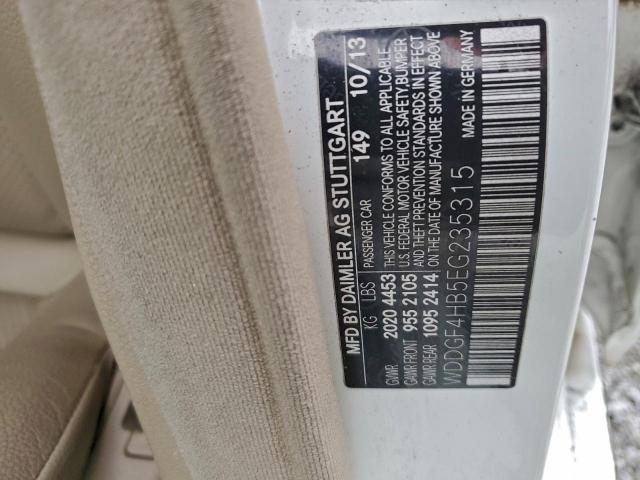 MFD BY DAIMLER AG STUTTGART
149 10/13
KG LBS PASSENGER CAR
GVWR 2020 4453 THIS VEHICLE CONFORMS TO ALL APPLICABLE
GAWR FRONT 955 2105 U.S. FEDERAL MOTOR VEHICLE SAFETY,BUMPER
GAWR REAR 1095 2414 AND THEFT PREVENTION STANDARDS IN EFFECT
ON THE DATE OF MANUFACTURE SHOWN ABOVE
WDDGF4HB5EG235315
MADE IN GERMANY